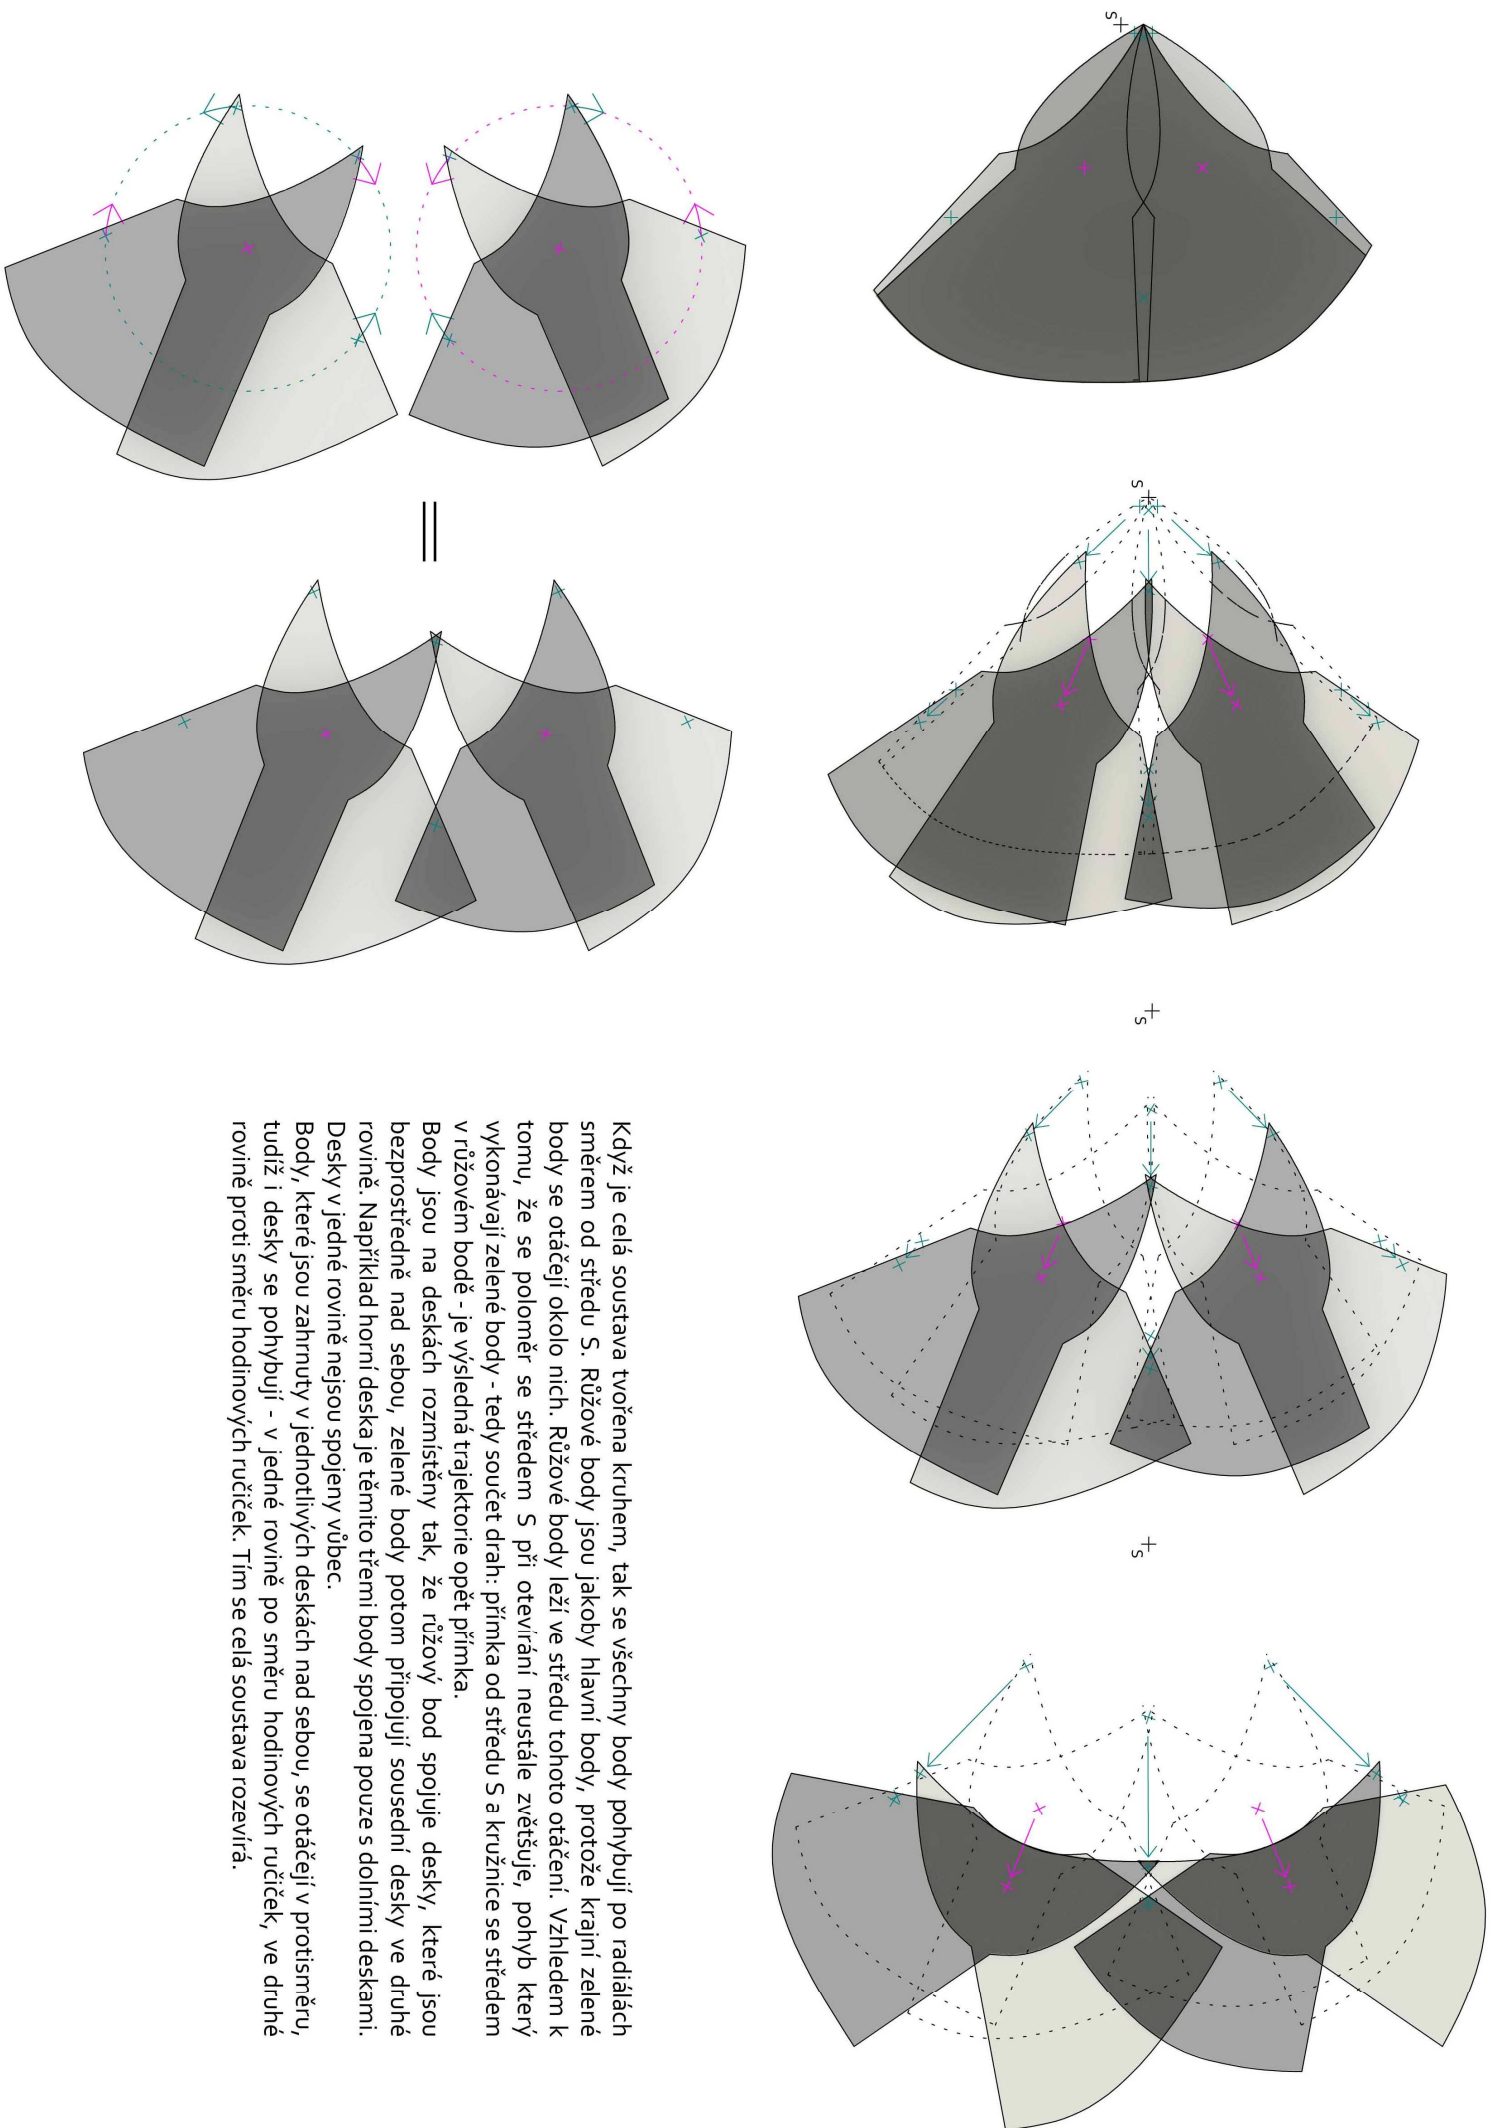 S
S
S
S
Když je celá soustava tvořena kruhem, tak se všechny body pohybují po radiálách
směrem od středu S. Růžové body jsou jakoby hlavní body, protože krajní zelené
body se otáčejí okolo nich. Růžové body leží ve středu tohoto otáčení. Vzhledem k
tomu, že se poloměr se středem S při otevírání neustále zvětšuje, pohyb který
vykonávají zelené body - tedy součet drah: přímka od středu S a kružnice se středem
v růžovém bodě - je výsledná trajektorie opět přímka.
Body jsou na deskách rozmístěny tak, že růžový bod spojuje desky, které jsou
bezprostředně nad sebou, zelené body potom připojují sousední desky ve druhé
rovině. Například horní deska je těmito třemi body spojena pouze s dolními deskami.
Desky v jedné rovině nejsou spojeny vůbec.
Body, které jsou zahrnuty v jednotlivých deskách nad sebou, se otáčejí v protisměru,
tudíž i desky se pohybují - v jedné rovině po směru hodinových ručiček, ve druhé
rovině proti směru hodinových ručiček. Tím se celá soustava rozevírá.